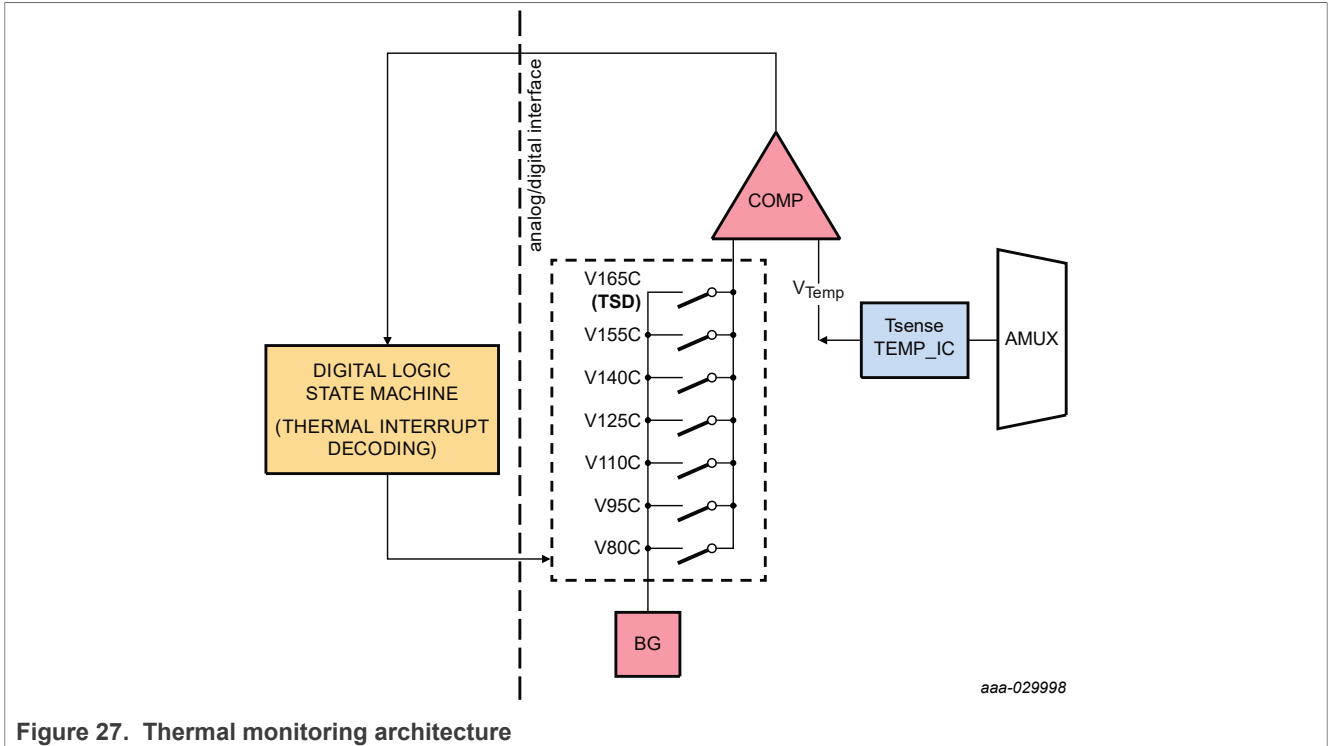 analog/digital interface
COMP
V165C
(TSD)
V155C
V140C
V125C
V110C
V95C
V80C
VTemp
Tsense
TEMP_IC
AMUX
DIGITAL LOGIC
STATE MACHINE
(THERMAL INTERRUPT
DECODING)
BG
aaa-029998
Figure 27. Thermal monitoring architecture